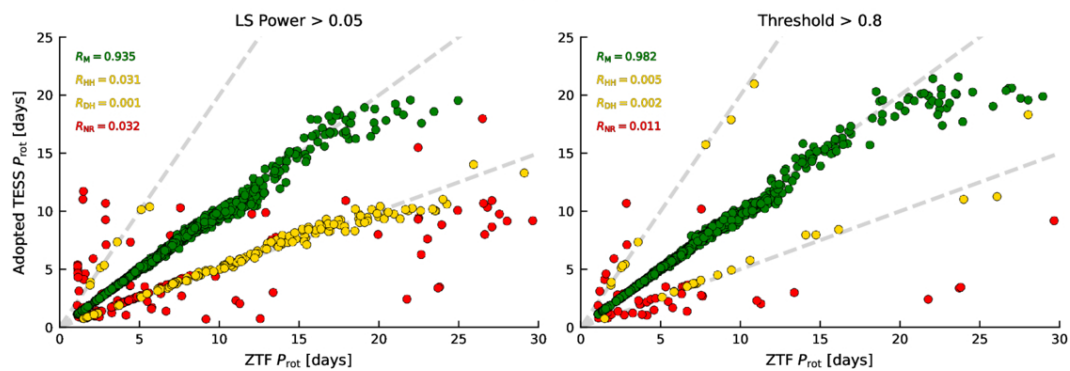 LS Power > 0.05
25
20
15
10
5
0
Adopted TESS P_rot [days]
R_M = 0.935
R_HH = 0.031
R_DH = 0.001
R_NR = 0.032
0 5 10 15 20 25 30
ZTF P_rot [days]
Threshold > 0.8
25
20
15
10
5
0
R_M = 0.982
R_HH = 0.005
R_DH = 0.002
R_NR = 0.011
0 5 10 15 20 25 30
ZTF P_rot [days]